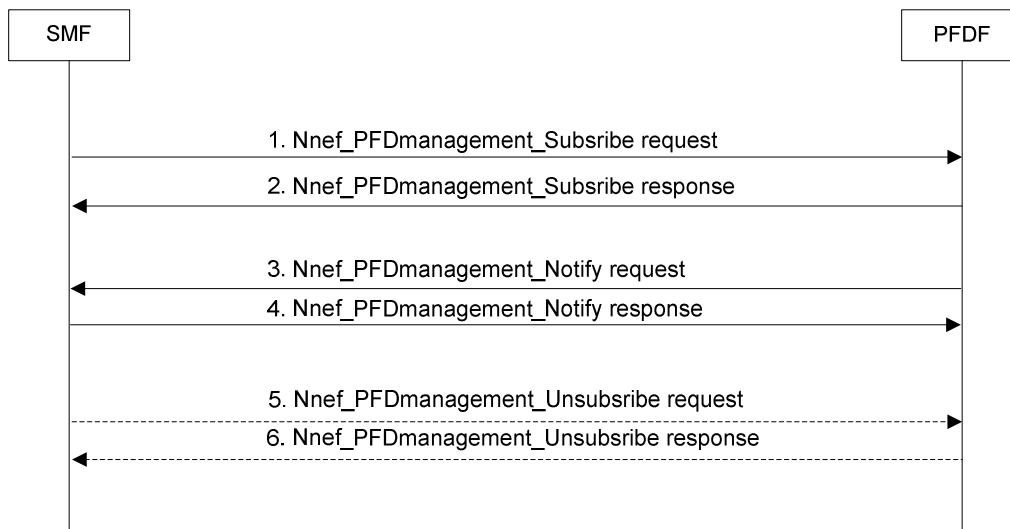 SMF
PFDF
1. Nnef_PFDmanagement_Subsribe request
2. Nnef_PFDmanagement_Subsribe response
3. Nnef_PFDmanagement_Notify request
4. Nnef_PFDmanagement_Notify response
5. Nnef_PFDmanagement_Unsubsribe request
6. Nnef_PFDmanagement_Unsubsribe response